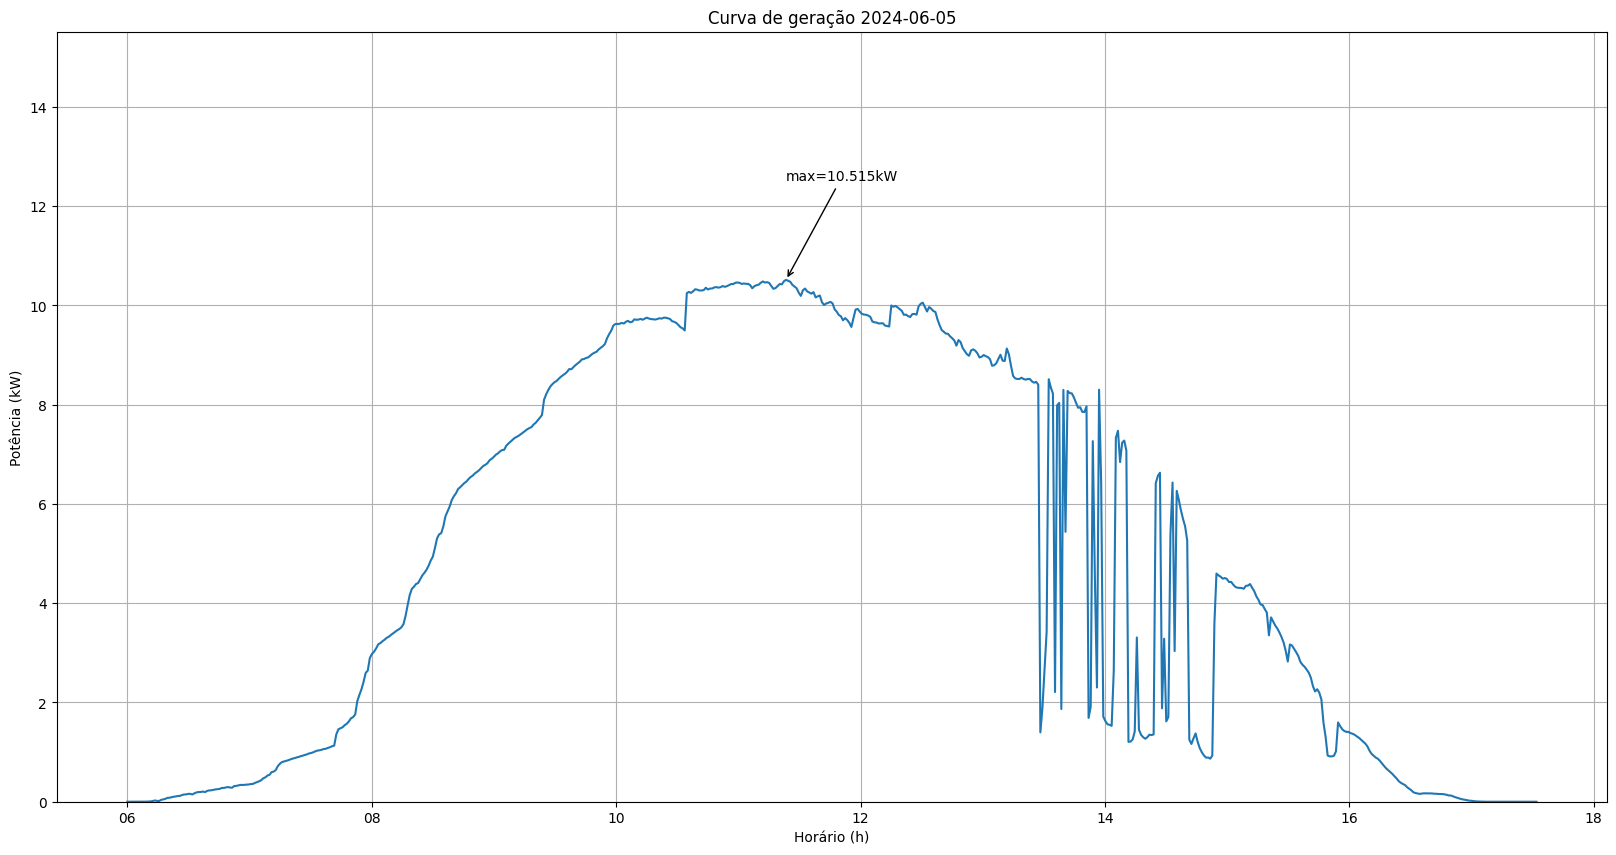 Curva de geração 2024-06-05
14
12
10
8
6
4
2
0
Potência (kW)
max=10.515kW
06 08 10 12 14 16 18
Horário (h)